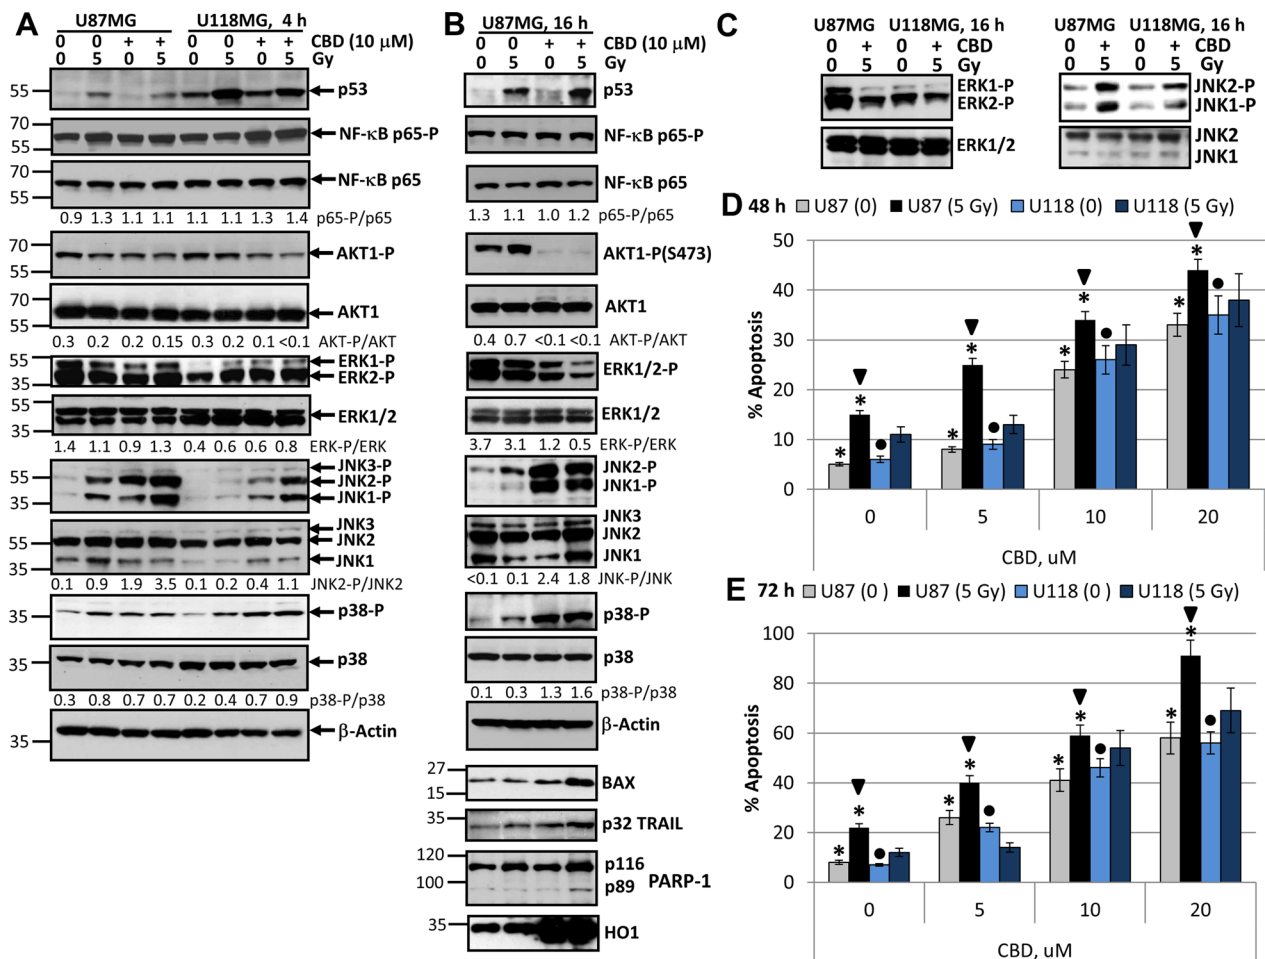 A
U87MG U118MG, 4 h
0 0 + + 0 0 + + CBD (10 µM)
0 5 0 5 0 5 0 5 Gy
55 p53
70
55 NF-κB p65-P
70
55 NF-κB p65
0.9 1.3 1.1 1.1 1.1 1.1 1.3 1.4 p65-P/p65
70
55 AKT1-P
70
55 AKT1
0.3 0.2 0.2 0.15 0.3 0.2 0.1 <0.1 AKT-P/AKT
55 ERK1-P
35 ERK2-P
55
35 ERK1/2
1.4 1.1 0.9 1.3 0.4 0.6 0.6 0.8 ERK-P/ERK
JNK3-P
55 JNK2-P
35 JNK1-P
JNK3
55 JNK2
35 JNK1
0.1 0.9 1.9 3.5 0.1 0.2 0.4 1.1 JNK2-P/JNK2
35 p38-P
35 p38
0.3 0.8 0.7 0.7 0.2 0.4 0.7 0.9 p38-P/p38
35 β-Actin
B
U87MG, 16 h
0 0 + + CBD (10 µM)
0 5 0 5 Gy
p53
NF-κB p65-P
NF-κB p65
1.3 1.1 1.0 1.2 p65-P/p65
AKT1-P(S473)
AKT1
0.4 0.7 <0.1 <0.1 AKT-P/AKT
ERK1/2-P
ERK1/2
3.7 3.1 1.2 0.5 ERK-P/ERK
JNK2-P
JNK1-P
JNK3
JNK2
JNK1
<0.1 0.1 2.4 1.8 JNK-P/JNK
p38-P
p38
0.1 0.3 1.3 1.6 p38-P/p38
β-Actin
27
15 BAX
35 p32 TRAIL
120 p116
100 p89 PARP-1
35 HO1
C
U87MG U118MG, 16 h
0 + 0 + CBD
0 5 0 5 Gy
ERK1-P
ERK2-P
ERK1/2
U87MG U118MG, 16 h
0 + 0 + CBD
0 5 0 5 Gy
JNK2-P
JNK1-P
JNK2
JNK1
D 48 h U87 (0) U87 (5 Gy) U118 (0) U118 (5 Gy)
% Apoptosis
50
40
30
20
10
0
* * * * * * * *
0 5 10 20
CBD, uM
E 72 h U87 (0 ) U87 (5 Gy) U118 (0) U118 (5 Gy)
% Apoptosis
100
80
60
40
20
0
* * * * * * * *
0 5 10 20
CBD, uM